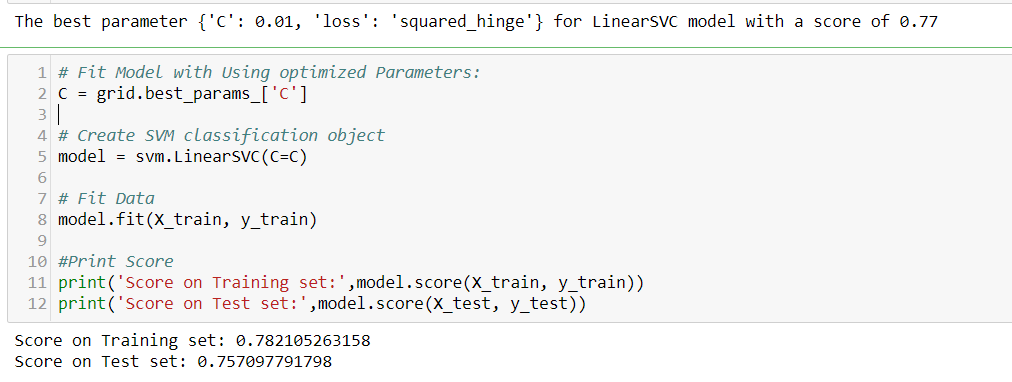 The best parameter {'C': 0.01, 'loss': 'squared_hinge'} for LinearSVC model with a score of 0.77
1 # Fit Model with Using optimized Parameters:
2 C = grid.best_params_['C']
3
4 # Create SVM classification object
5 model = svm.LinearSVC(C=C)
6
7 # Fit Data
8 model.fit(X_train, y_train)
9
10 #Print Score
11 print('Score on Training set:',model.score(X_train, y_train))
12 print('Score on Test set:',model.score(X_test, y_test))
Score on Training set: 0.782105263158
Score on Test set: 0.757097791798